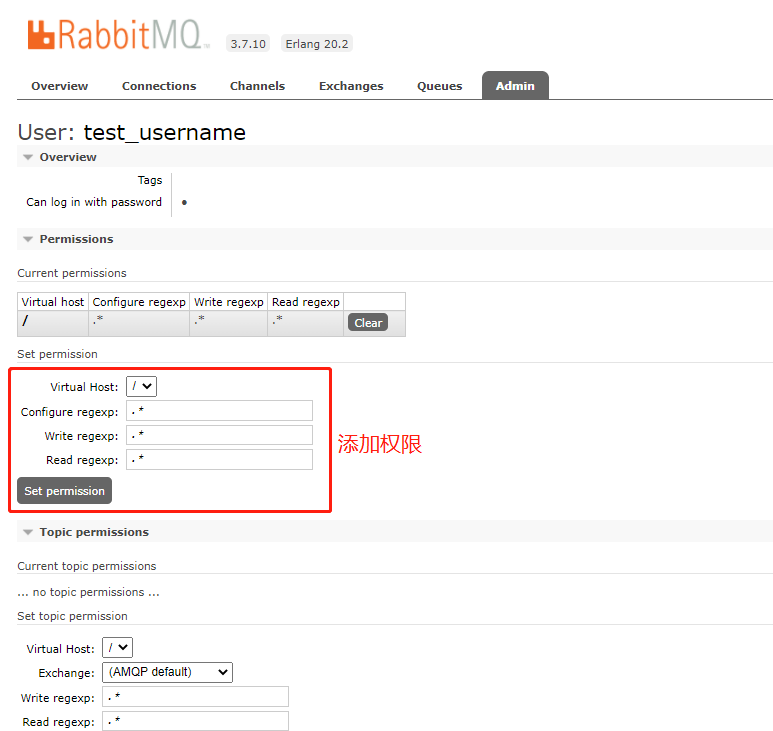 RabbitMQ 3.7.10 Erlang 20.2
Overview Connections Channels Exchanges Queues Admin
User: test_username
Overview
Tags
Can log in with password •
Permissions
Current permissions
Virtual host Configure regexp Write regexp Read regexp
/ .* .* .* Clear
Set permission
Virtual Host: /
Configure regexp: .*
Write regexp: .*
添加权限
Read regexp: .*
Set permission
Topic permissions
Current topic permissions
... no topic permissions ...
Set topic permission
Virtual Host: /
Exchange: (AMQP default)
Write regexp: .*
Read regexp: .*